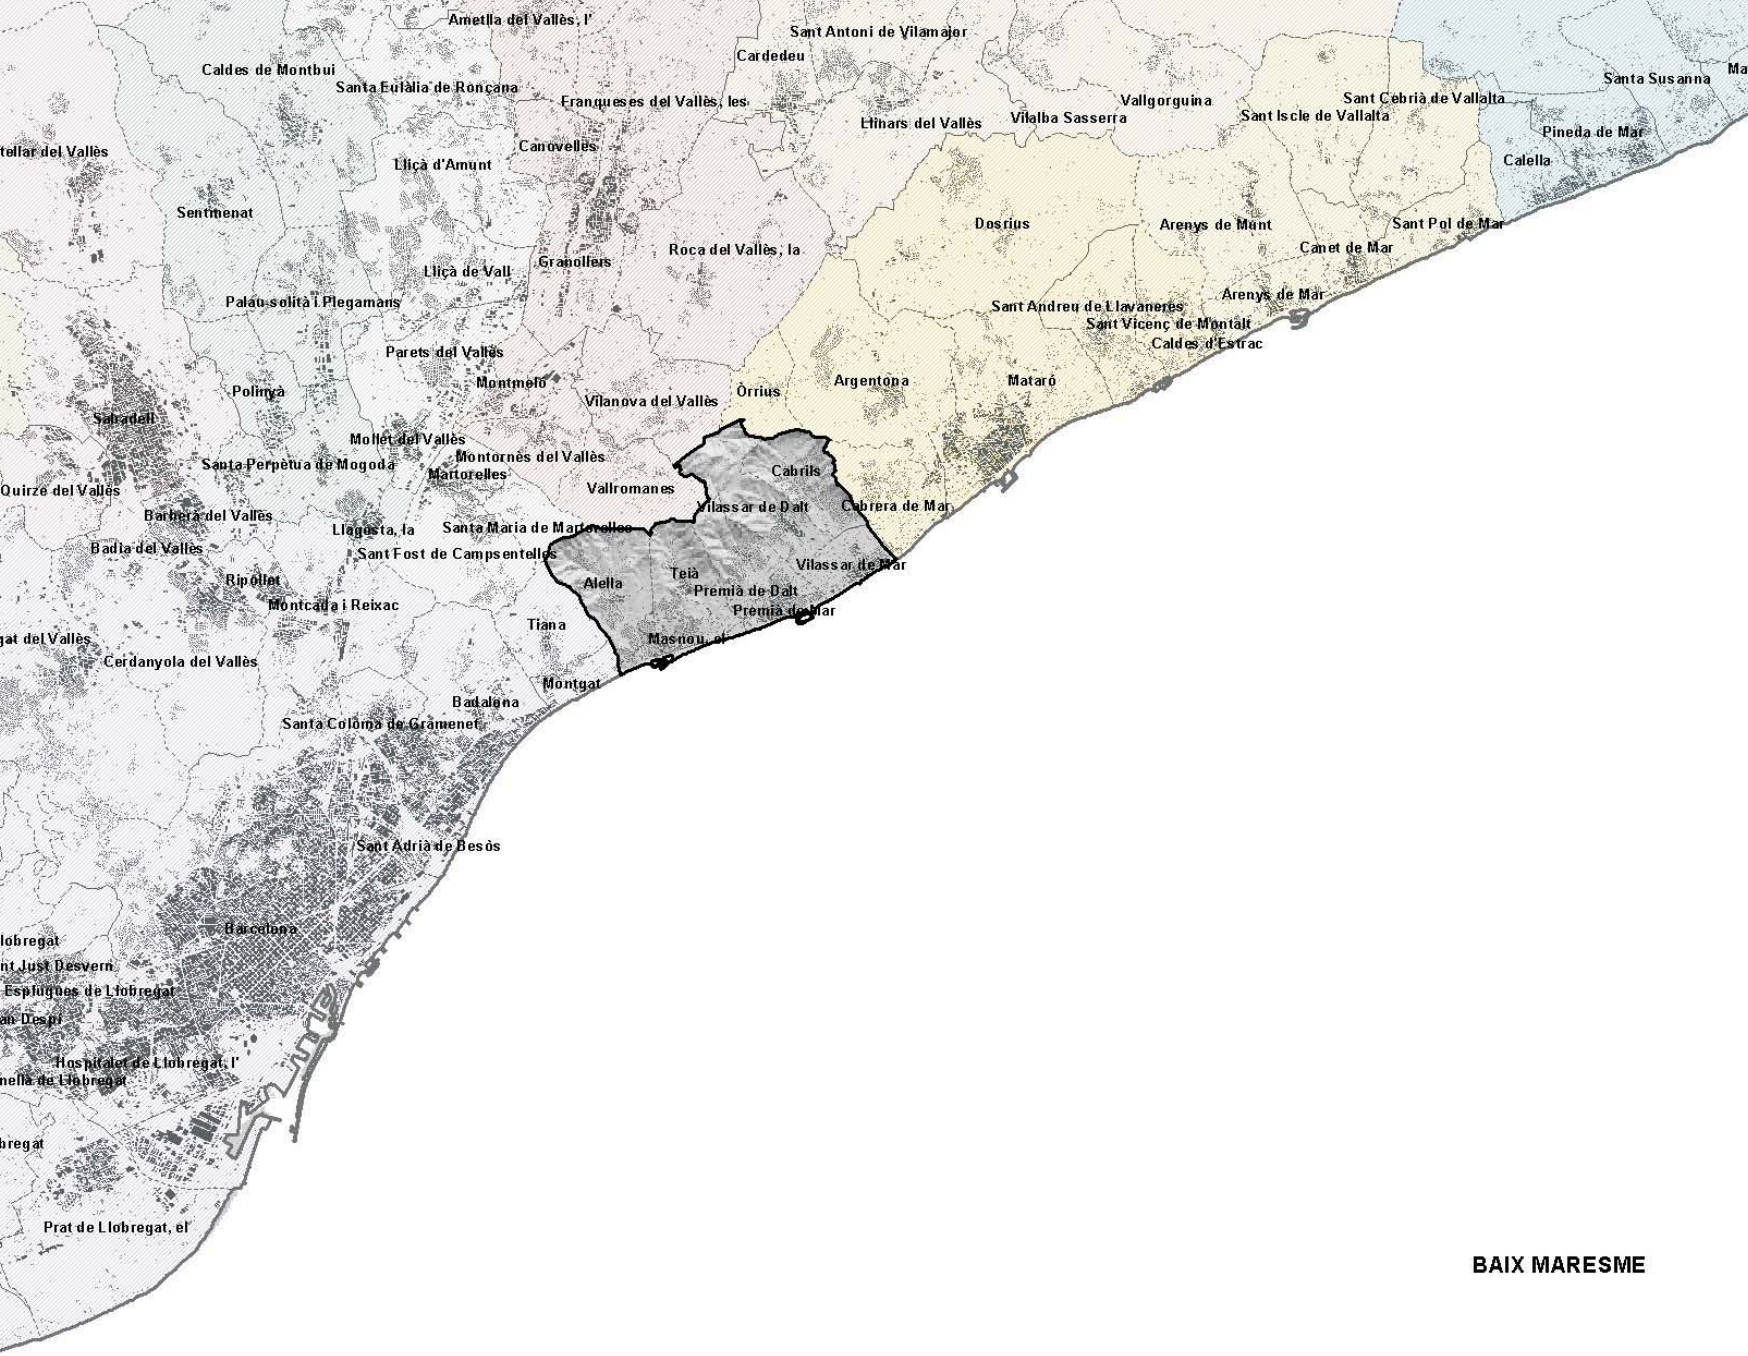 Ametlla del Vallès, l'
Sant Antoni de Vilamajor
Cardedeu
Caldes de Montbui
Santa Eulàlia de Ronçana
Santa Susanna
Ma
Franqueses del Vallès, les
Vallgorguina
Sant Cebrià de Vallalta
Sant Iscle de Vallalta
Llinars del Vallès
Vilalba Sasserra
Pineda de Mar
Canovelles
tellar del Vallès
Lliçà d'Amunt
Calella
Sentmenat
Dosrius
Arenys de Munt
Sant Pol de Mar
Canet de Mar
Roca del Vallès, la
Granollers
Lliçà de Vall
Arenys de Mar
Palau-solità i Plegamans
Sant Andreu de Llavaneres
Sant Vicenç de Montalt
Caldes d'Estrac
Parets del Vallès
Montmeló
Argentona
Mataró
Polinyà
Òrrius
Vilanova del Vallès
Sabadell
Mollet del Vallès
Montornès del Vallès
Santa Perpètua de Mogoda
Martorelles
Cabrils
Quirze del Vallès
Vallromanes
Vilassar de Dalt
Cabrera de Mar
Barberà del Vallès
Llagosta, la
Santa Maria de Martorelles
Badia del Vallès
Sant Fost de Campsentelles
Vilassar de Mar
Ripollet
Alella
Teià
Premià de Dalt
Montcada i Reixac
Premià de Mar
Tiana
gat del Vallès
Masnou, el
Cerdanyola del Vallès
Montgat
Badalona
Santa Coloma de Gramenet
Sant Adrià de Besòs
Barcelona
lobregat
nt Just Desvern
Esplugues de Llobregat
an Despí
Hospitalet de Llobregat, l'
nellà de Llobregat
bregat
Prat de Llobregat, el
BAIX MARESME